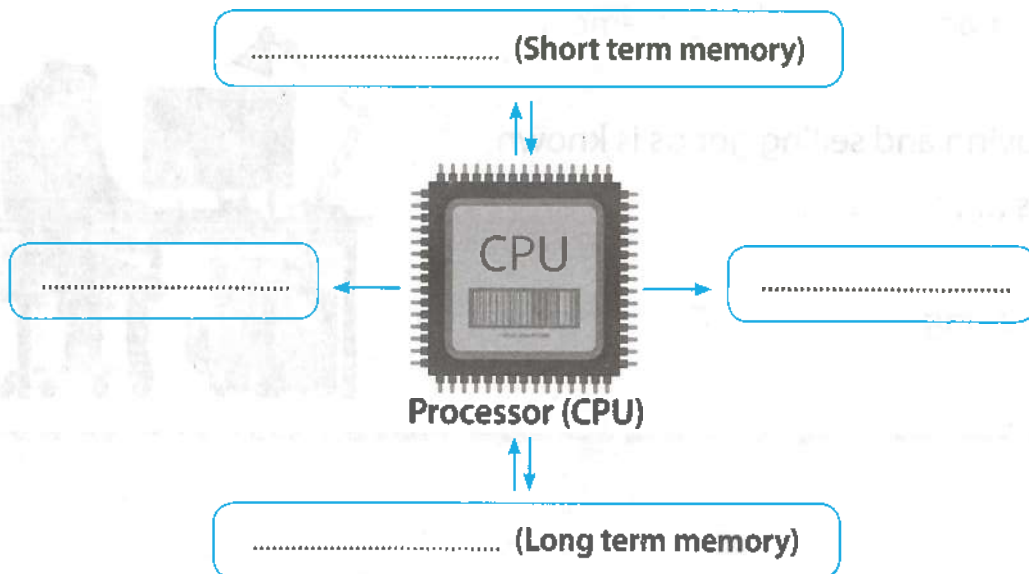 ........................................ (Short term memory)
CPU
........................................
........................................
Processor (CPU)
........................................ (Long term memory)